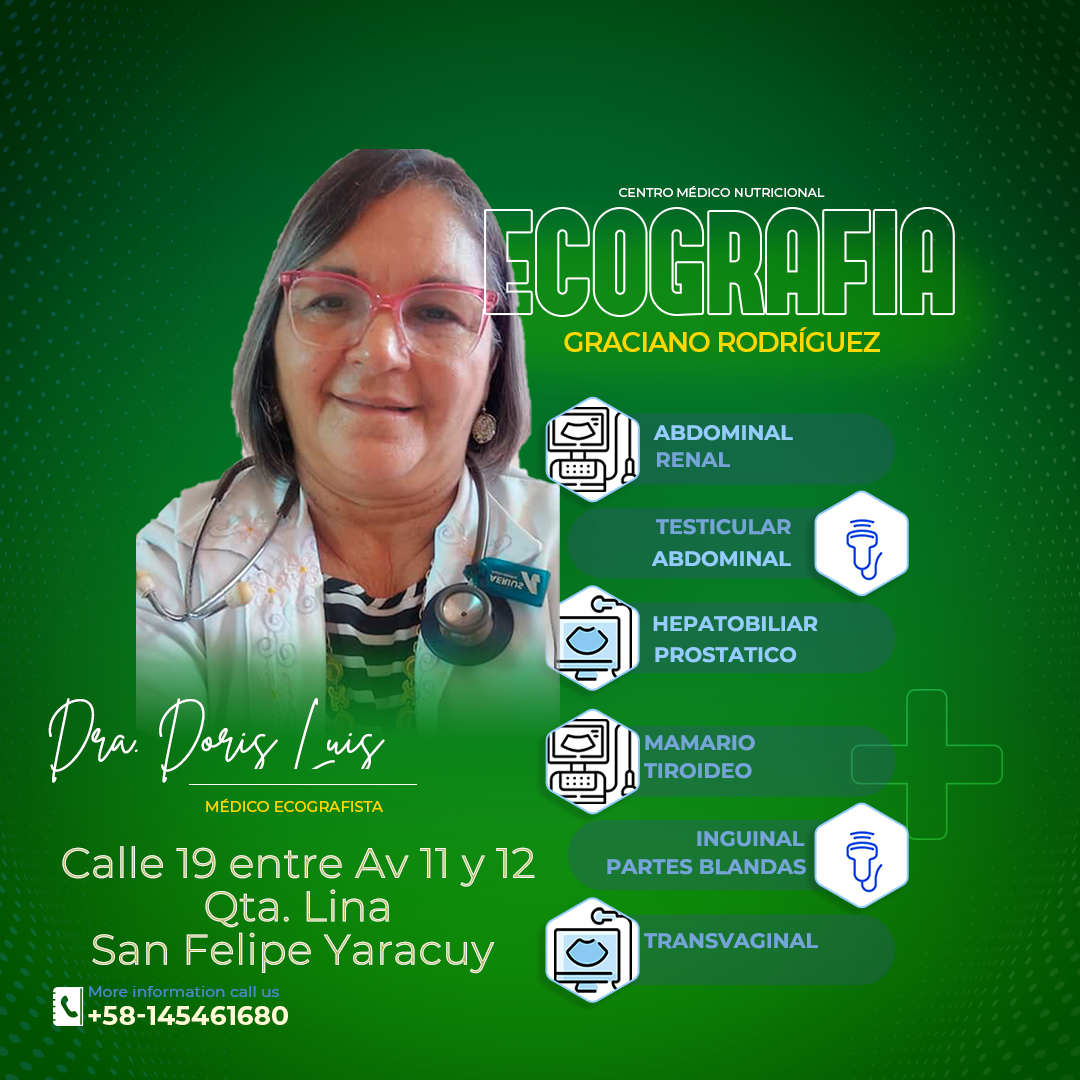 CENTRO MÉDICO NUTRICIONAL
ECOGRAFIA
GRACIANO RODRÍGUEZ
ABDOMINAL
RENAL
TESTICULAR
ABDOMINAL
HEPATOBILIAR
PROSTATICO
MAMARIO
TIROIDEO
INGUINAL
PARTES BLANDAS
TRANSVAGINAL
AERIUS
Dra. Doris Luis
MÉDICO ECOGRAFISTA
Calle 19 entre Av 11 y 12
Qta. Lina
San Felipe Yaracuy
More information call us
+58-145461680